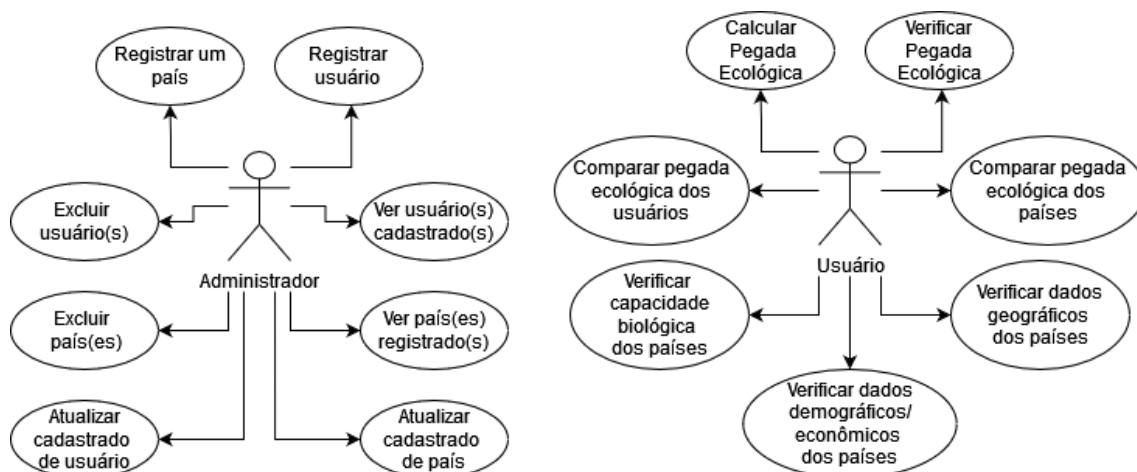 Registrar um
país
Registrar
usuário
Excluir
usuário(s)
Ver usuário(s)
cadastrado(s)
Administrador
Excluir
país(es)
Ver país(es)
registrado(s)
Atualizar
cadastrado
de usuário
Atualizar
cadastrado
de país
Calcular
Pegada
Ecológica
Verificar
Pegada
Ecológica
Comparar pegada
ecológica dos
usuários
Comparar pegada
ecológica dos
países
Usuário
Verificar
capacidade
biológica
dos países
Verificar dados
geográficos
dos países
Verificar dados
demográficos/
econômicos
dos países